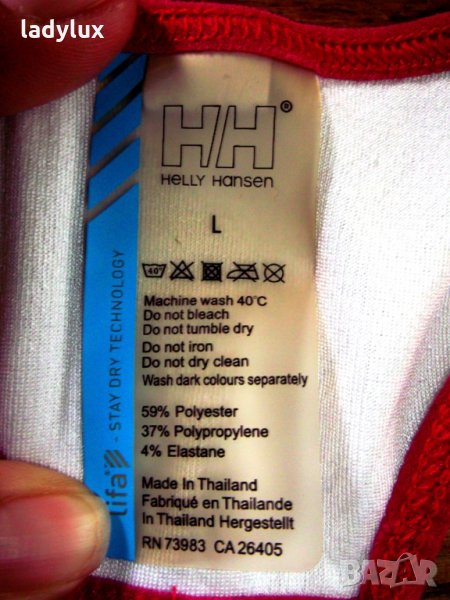 ladylux
HH®
HELLY HANSEN
L
40°
Machine wash 40°C
Do not bleach
Do not tumble dry
Do not iron
Do not dry clean
Wash dark colours separately
59% Polyester
37% Polypropylene
4% Elastane
Made In Thailand
Fabriqué en Thailande
In Thailand Hergestellt
RN 73983 CA 26405
lifa - STAY DRY TECHNOLOGY
bazar